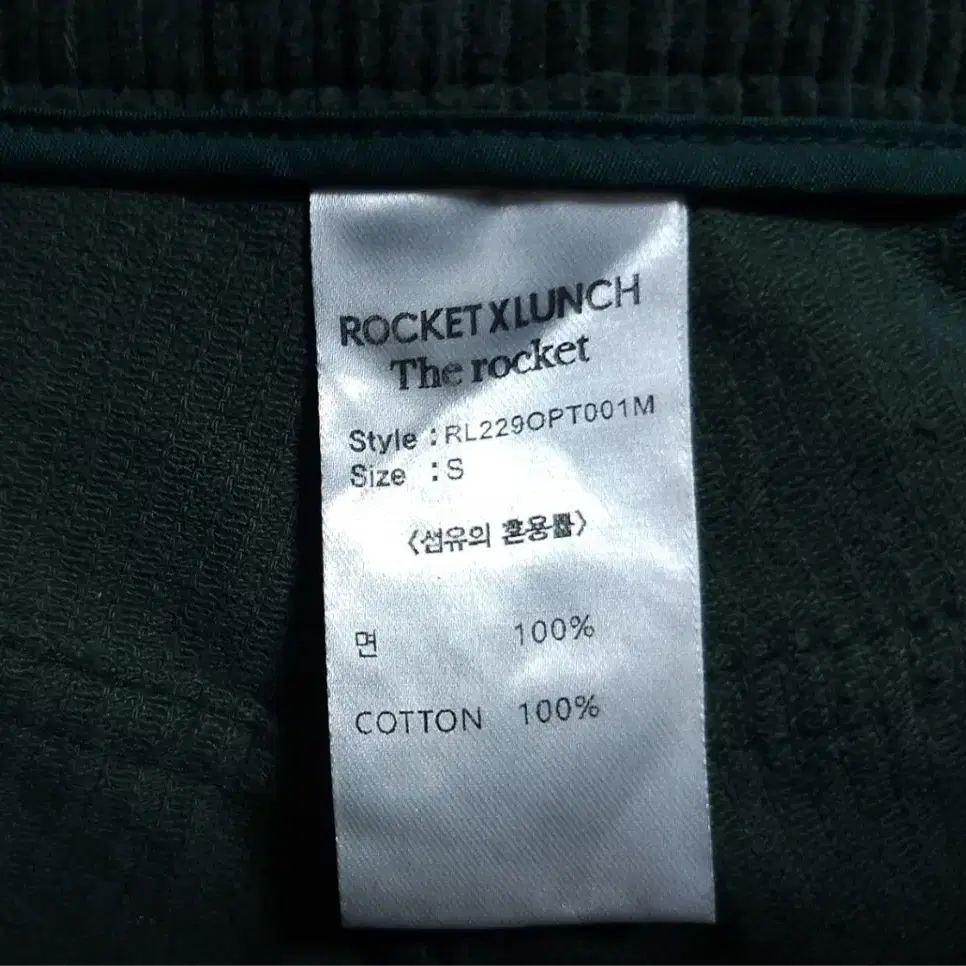 ROCKET X LUNCH
The rocket
Style : RL229OPT001M
Size : S
<섬유의 혼용률>
면 100%
COTTON 100%